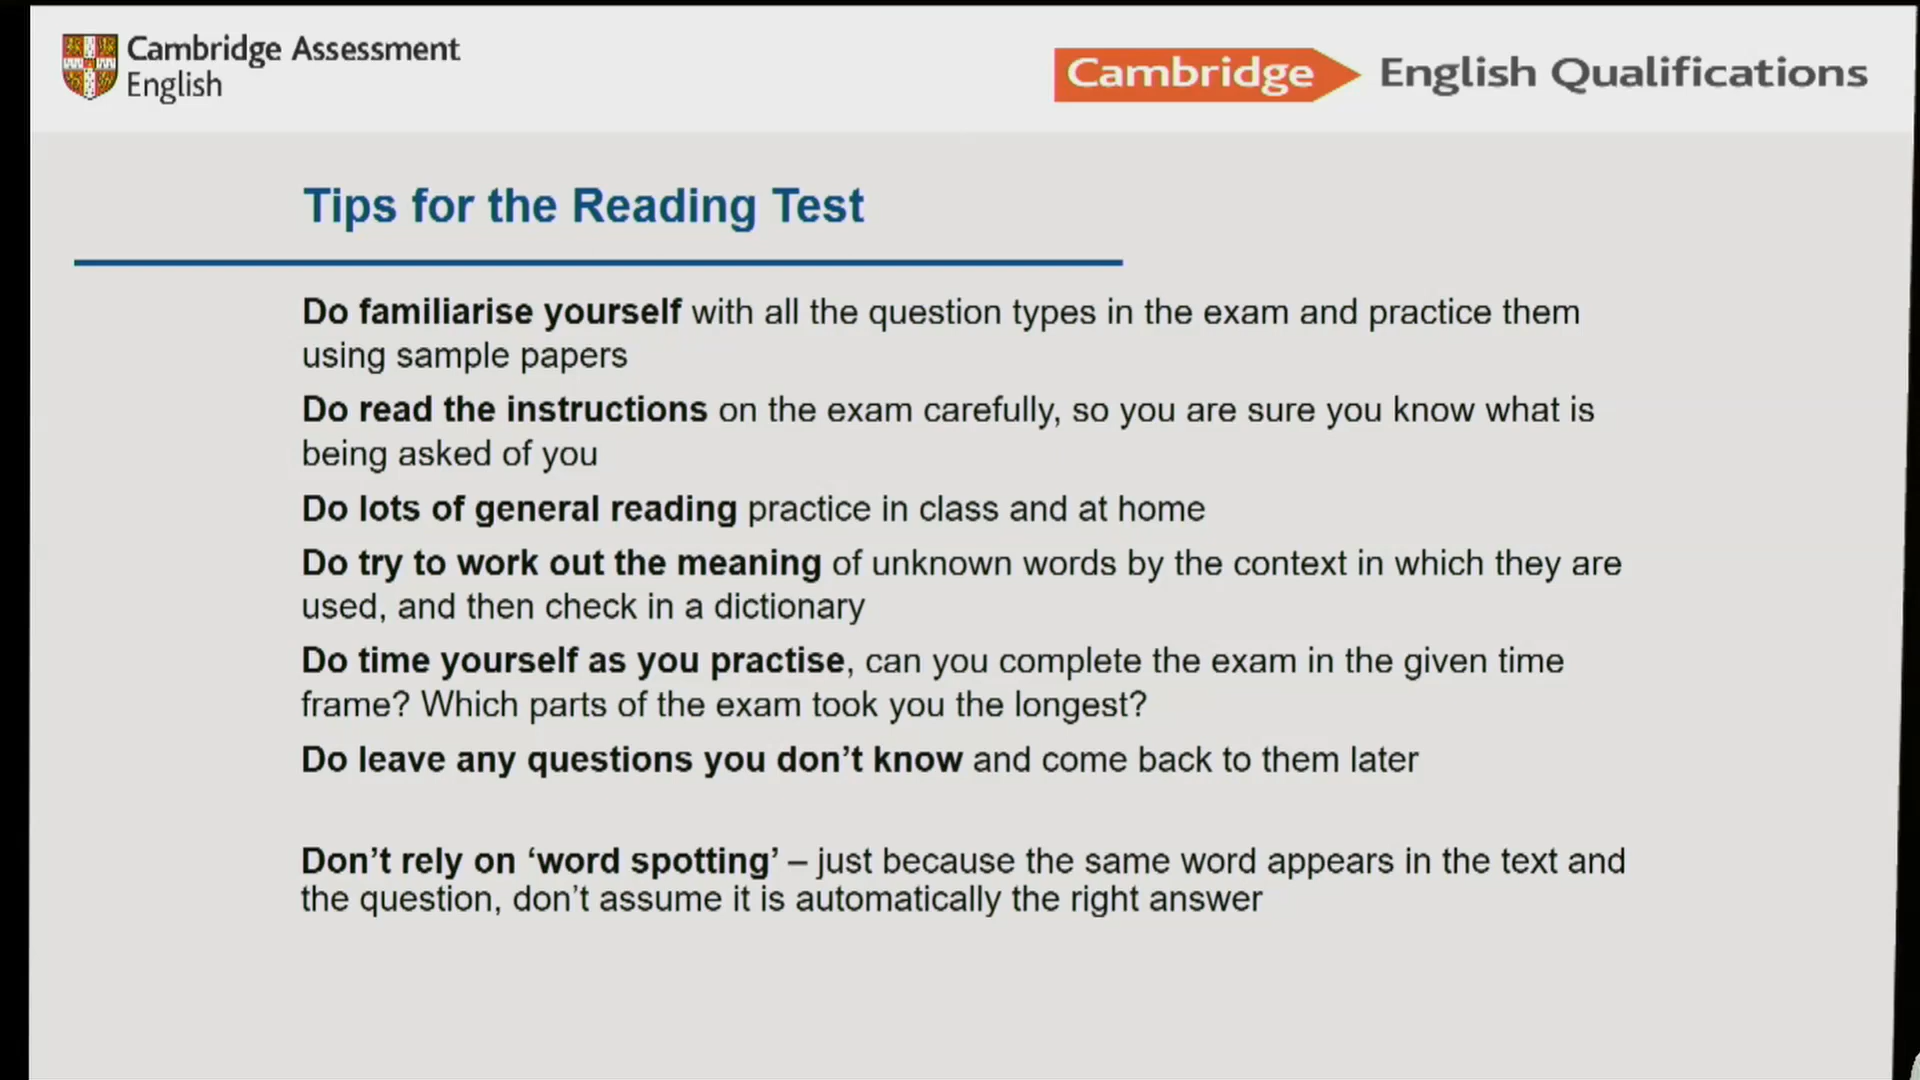 Cambridge Assessment
English
Cambridge English Qualifications
Tips for the Reading Test
Do familiarise yourself with all the question types in the exam and practice them
using sample papers
Do read the instructions on the exam carefully, so you are sure you know what is
being asked of you
Do lots of general reading practice in class and at home
Do try to work out the meaning of unknown words by the context in which they are
used, and then check in a dictionary
Do time yourself as you practise, can you complete the exam in the given time
frame? Which parts of the exam took you the longest?
Do leave any questions you don’t know and come back to them later
Don’t rely on ‘word spotting’ – just because the same word appears in the text and
the question, don’t assume it is automatically the right answer